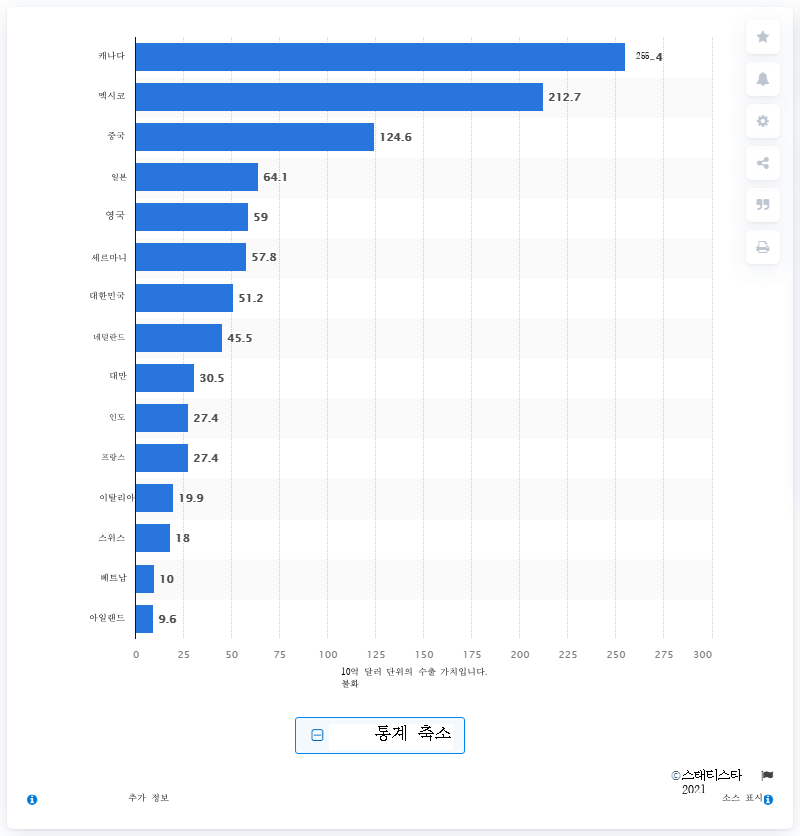 캐나다 255.4
멕시코 212.7
중국 124.6
일본 64.1
영국 59
세르마니 57.8
대한민국 51.2
네덜란드 45.5
대만 30.5
인도 27.4
프랑스 27.4
이탈리아 19.9
스위스 18
베트남 10
아일랜드 9.6
0 25 50 75 100 125 150 175 200 225 250 275 300
10억 달러 단위의 수출 가치입니다.
불화
통계 축소
©스태티스타
2021
추가 정보 소스 표시